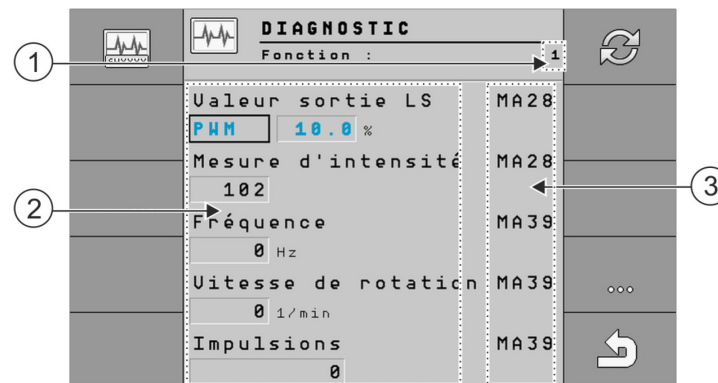 DIAGNOSTIC
Fonction : 1
1
Valeur sortie LS MA28
PWM 10.0 %
Mesure d'intensité MA28
102
3
2
Fréquence MA39
0 Hz
Vitesse de rotation MA39
0 1/min
...
Impulsions MA39
0